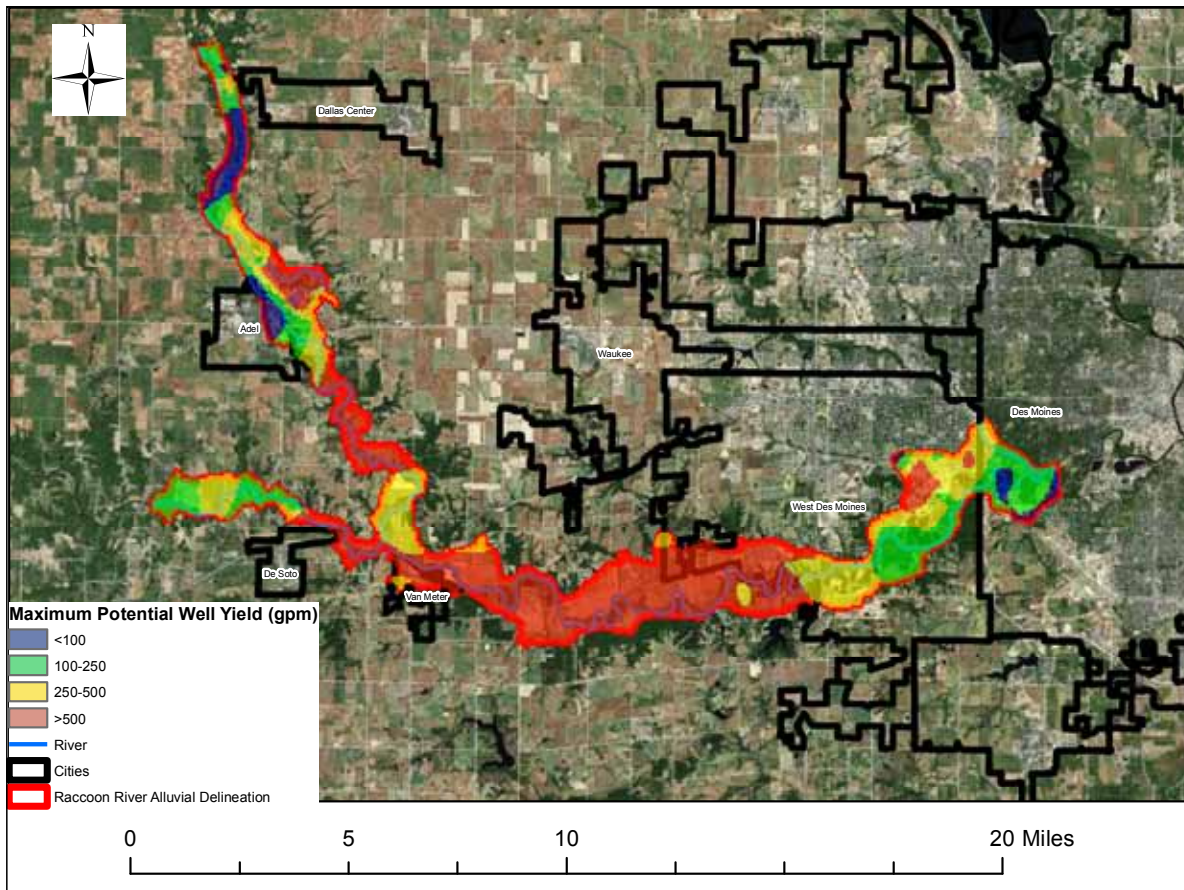 N
Dallas Center
Adel
Waukee
Des Moines
West Des Moines
De Soto
Van Meter
Maximum Potential Well Yield (gpm)
<100
100-250
250-500
>500
River
Cities
Raccoon River Alluvial Delineation
0 5 10 20 Miles